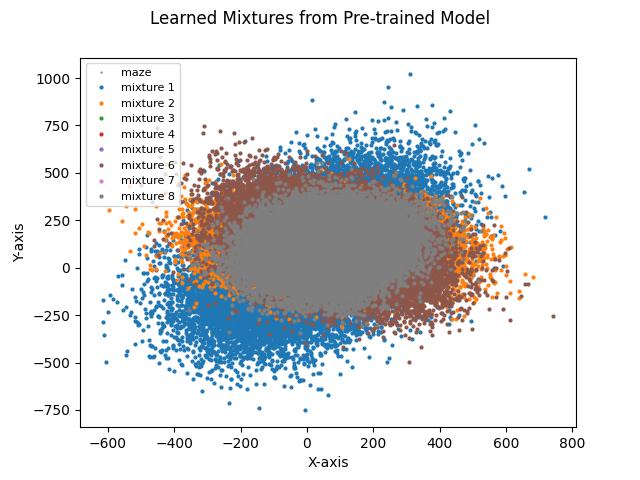 Learned Mixtures from Pre-trained Model
maze
mixture 1
mixture 2
mixture 3
mixture 4
mixture 5
mixture 6
mixture 7
mixture 8
1000
750
500
250
0
−250
−500
−750
Y-axis
−600 −400 −200 0 200 400 600 800
X-axis